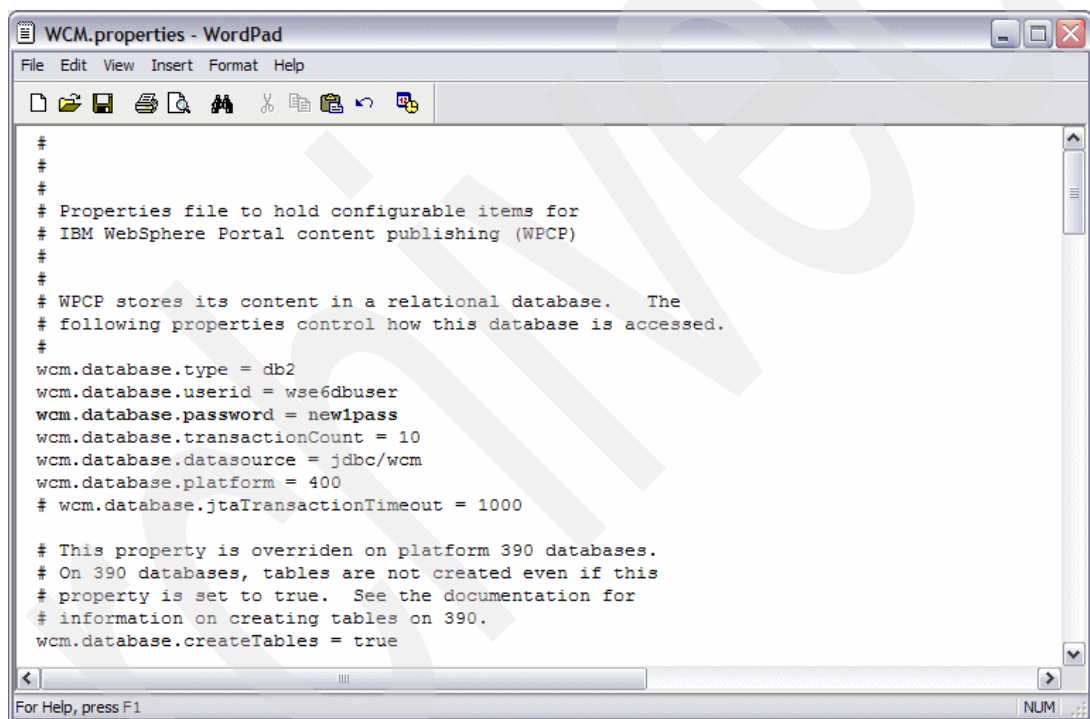 WCM.properties - WordPad
File Edit View Insert Format Help
#
#
#
# Properties file to hold configurable items for
# IBM WebSphere Portal content publishing (WPCP)
#
#
# WPCP stores its content in a relational database.   The
# following properties control how this database is accessed.
#
wcm.database.type = db2
wcm.database.userid = wse6dbuser
wcm.database.password = new1pass
wcm.database.transactionCount = 10
wcm.database.datasource = jdbc/wcm
wcm.database.platform = 400
# wcm.database.jtaTransactionTimeout = 1000
# This property is overriden on platform 390 databases.
# On 390 databases, tables are not created even if this
# property is set to true.  See the documentation for
# information on creating tables on 390.
wcm.database.createTables = true
For Help, press F1 NUM